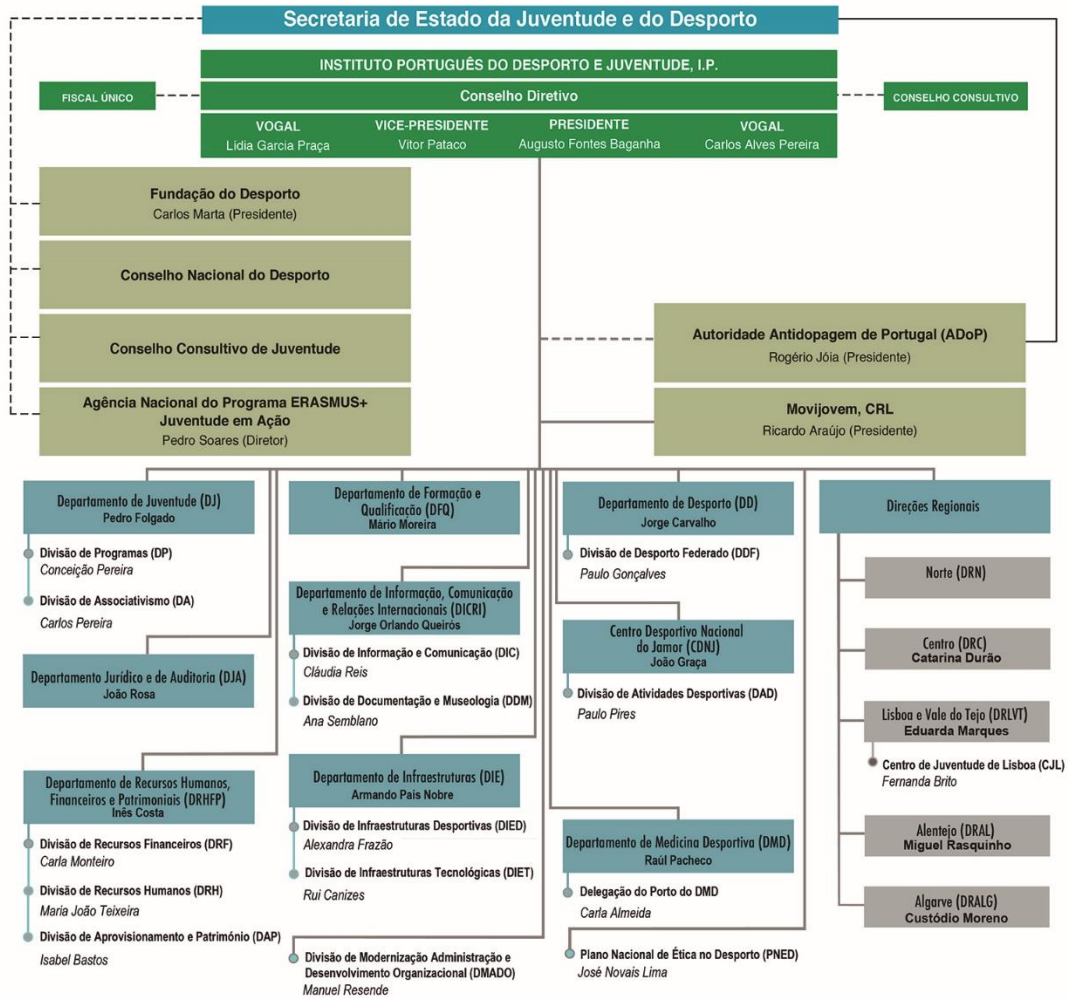 Secretaria de Estado da Juventude e do Desporto
INSTITUTO PORTUGUÊS DO DESPORTO E JUVENTUDE, I.P.
FISCAL ÚNICO
Conselho Diretivo
CONSELHO CONSULTIVO
VOGAL
Lidia Garcia Praça
VICE-PRESIDENTE
Vitor Pataco
PRESIDENTE
Augusto Fontes Baganha
VOGAL
Carlos Alves Pereira
Fundação do Desporto
Carlos Marta (Presidente)
Conselho Nacional do Desporto
Conselho Consultivo de Juventude
Agência Nacional do Programa ERASMUS+
Juventude em Ação
Pedro Soares (Diretor)
Autoridade Antidopagem de Portugal (ADoP)
Rogério Jóia (Presidente)
Movijovem, CRL
Ricardo Araújo (Presidente)
Departamento de Juventude (DJ)
Pedro Folgado
Divisão de Programas (DP)
Conceição Pereira
Divisão de Associativismo (DA)
Carlos Pereira
Departamento Jurídico e de Auditoria (DJA)
João Rosa
Departamento de Recursos Humanos,
Financeiros e Patrimoniais (DRHFP)
Inês Costa
Divisão de Recursos Financeiros (DRF)
Carla Monteiro
Divisão de Recursos Humanos (DRH)
Maria João Teixeira
Divisão de Aprovisionamento e Património (DAP)
Isabel Bastos
Departamento de Formação e
Qualificação (DFQ)
Mário Moreira
Departamento de Informação, Comunicação
e Relações Internacionais (DICRI)
Jorge Orlando Queirós
Divisão de Informação e Comunicação (DIC)
Cláudia Reis
Divisão de Documentação e Museologia (DDM)
Ana Semblano
Departamento de Infraestruturas (DIE)
Armando Pais Nobre
Divisão de Infraestruturas Desportivas (DIED)
Alexandra Frazão
Divisão de Infraestruturas Tecnológicas (DIET)
Rui Canizes
Divisão de Modernização Administração e
Desenvolvimento Organizacional (DMADO)
Manuel Resende
Departamento de Desporto (DD)
Jorge Carvalho
Divisão de Desporto Federado (DDF)
Paulo Gonçalves
Centro Desportivo Nacional
do Jamor (CDNJ)
João Graça
Divisão de Atividades Desportivas (DAD)
Paulo Pires
Departamento de Medicina Desportiva (DMD)
Raúl Pacheco
Delegação do Porto do DMD
Carla Almeida
Plano Nacional de Ética no Desporto (PNED)
José Novais Lima
Direções Regionais
Norte (DRN)
Centro (DRC)
Catarina Durão
Lisboa e Vale do Tejo (DRLVT)
Eduarda Marques
Centro de Juventude de Lisboa (CJL)
Fernanda Brito
Alentejo (DRAL)
Miguel Rasquinho
Algarve (DRALG)
Custódio Moreno